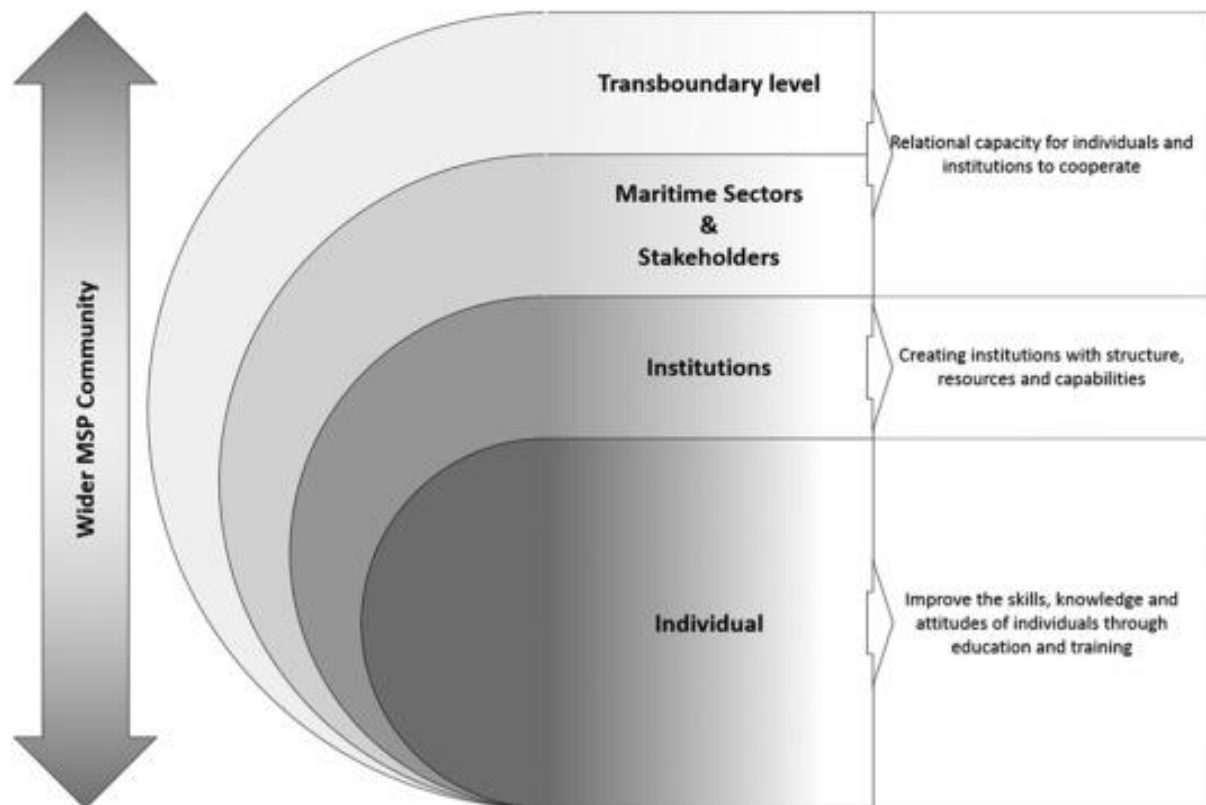 Wider MSP Community
Transboundary level
Relational capacity for individuals and
institutions to cooperate
Maritime Sectors
&
Stakeholders
Institutions
Creating institutions with structure,
resources and capabilities
Individual
Improve the skills, knowledge and
attitudes of individuals through
education and training